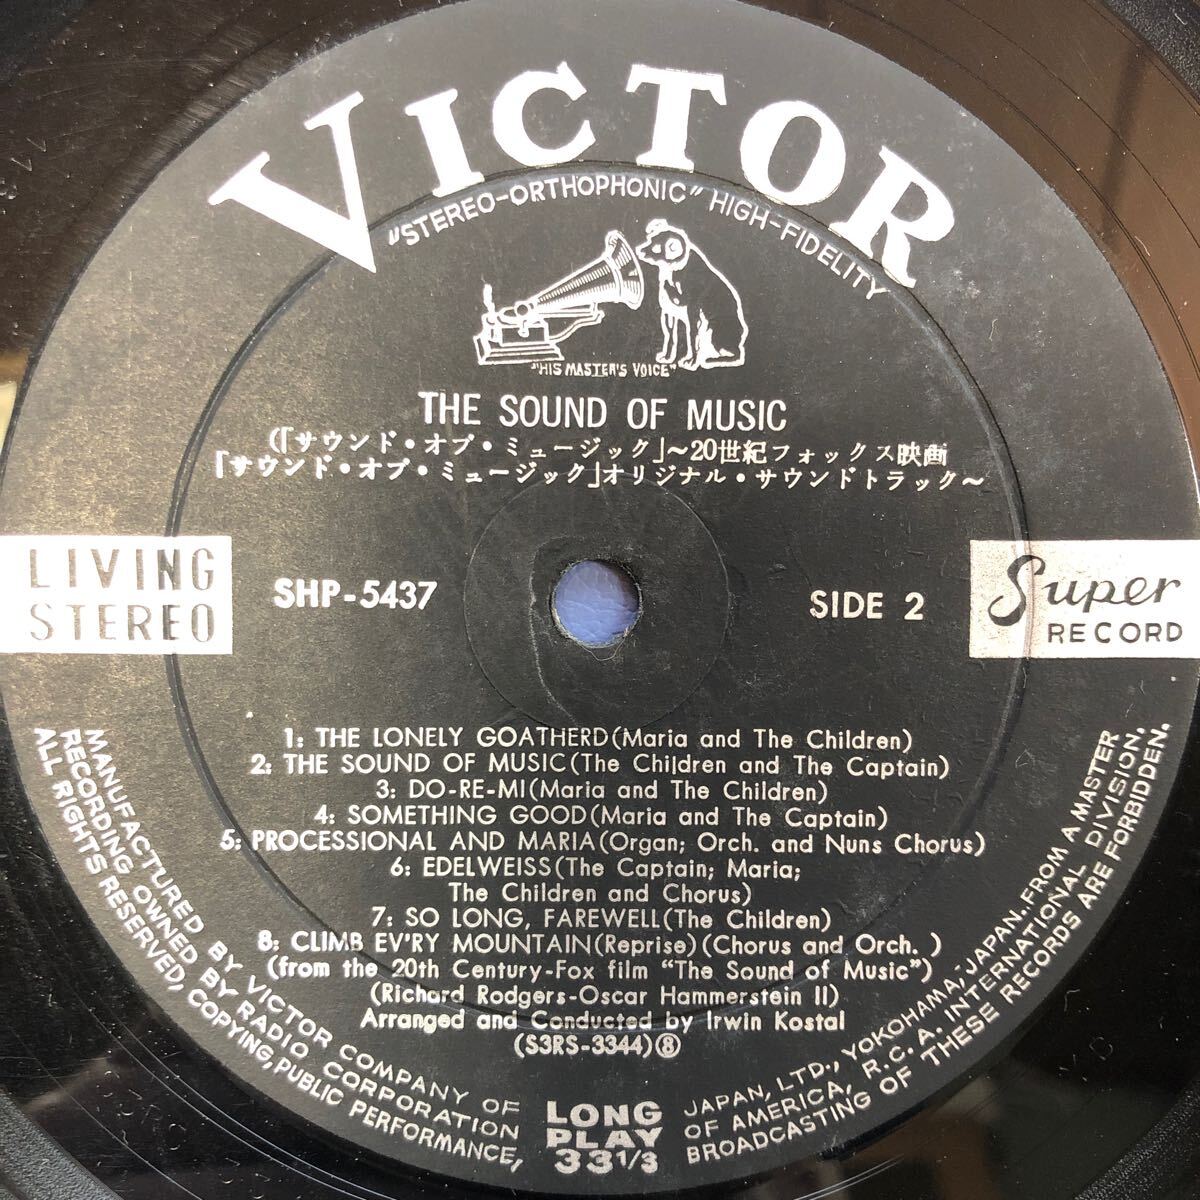 VICTOR
"STEREO-ORTHOPHONIC" HIGH-FIDELITY
"HIS MASTER'S VOICE"
THE SOUND OF MUSIC
(「サウンド・オブ・ミュージック」〜20世紀フォックス映画
「サウンド・オブ・ミュージック」オリジナル・サウンドトラック〜
LIVING
STEREO
SHP-5437
SIDE 2
Super
RECORD
1: THE LONELY GOATHERD(Maria and The Children)
2: THE SOUND OF MUSIC(The Children and The Captain)
3: DO-RE-MI(Maria and The Children)
4: SOMETHING GOOD(Maria and The Captain)
5: PROCESSIONAL AND MARIA(Organ; Orch. and Nuns Chorus)
6: EDELWEISS(The Captain; Maria;
The Children and Chorus)
7: SO LONG, FAREWELL(The Children)
8: CLIMB EV'RY MOUNTAIN(Reprise)(Chorus and Orch. )
(from the 20th Century-Fox film "The Sound of Music")
(Richard Rodgers-Oscar Hammerstein II)
Arranged and Conducted by Irwin Kostal
(S3RS-3344)⑧
LONG
PLAY
33 1/3
MANUFACTURED BY VICTOR COMPANY OF JAPAN, LTD., YOKOHAMA, JAPAN. FROM A MASTER
RECORDING OWNED BY RADIO CORPORATION OF AMERICA, R.C.A. INTERNATIONAL DIVISION.
ALL RIGHTS RESERVED, COPYING, PUBLIC PERFORMANCE, BROADCASTING OF THESE RECORDS ARE FORBIDDEN.